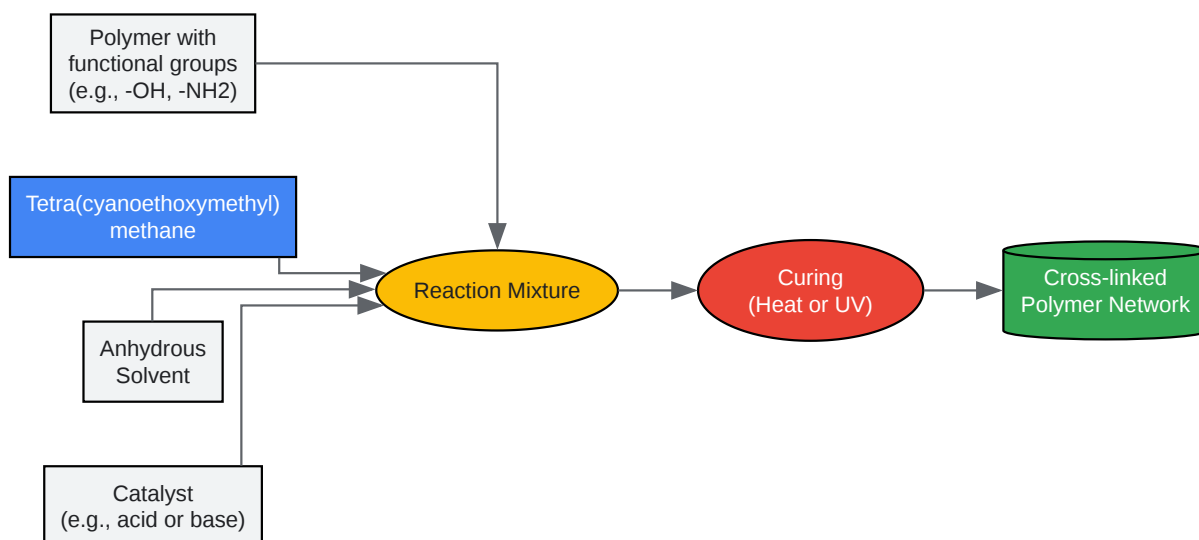 Polymer with
functional groups
(e.g., -OH, -NH2)
Tetra(cyanoethoxymethyl)
methane
Reaction Mixture
Curing
(Heat or UV)
Cross-linked
Polymer Network
Anhydrous
Solvent
Catalyst
(e.g., acid or base)